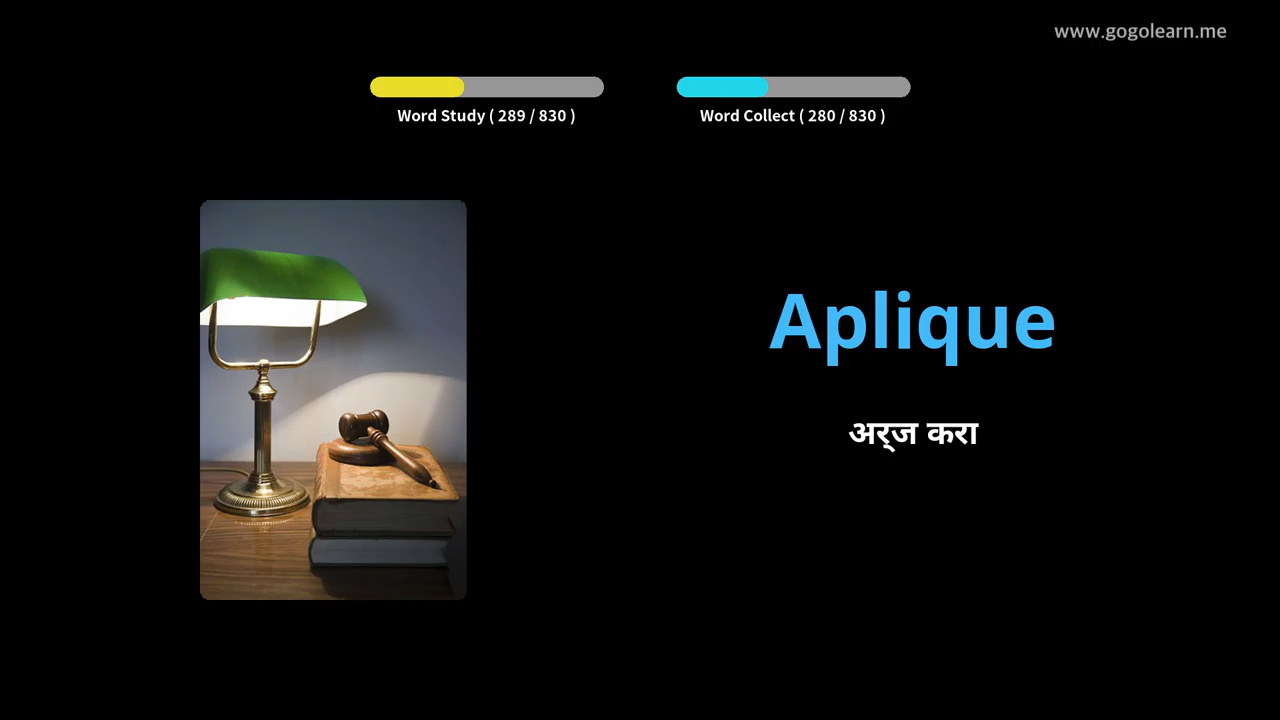 www.gogolearn.me
Word Study ( 289 / 830 )
Word Collect ( 280 / 830 )
Aplique
अर्‍ज करा